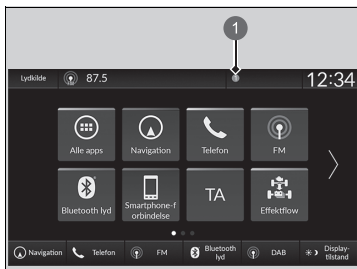 1
Lydkilde 87.5 12:34
Alle apps Navigation Telefon FM
Bluetooth lyd Smartphone-f
orbindelse TA Effektflow
Navigation Telefon FM Bluetooth
lyd DAB Display-
tilstand